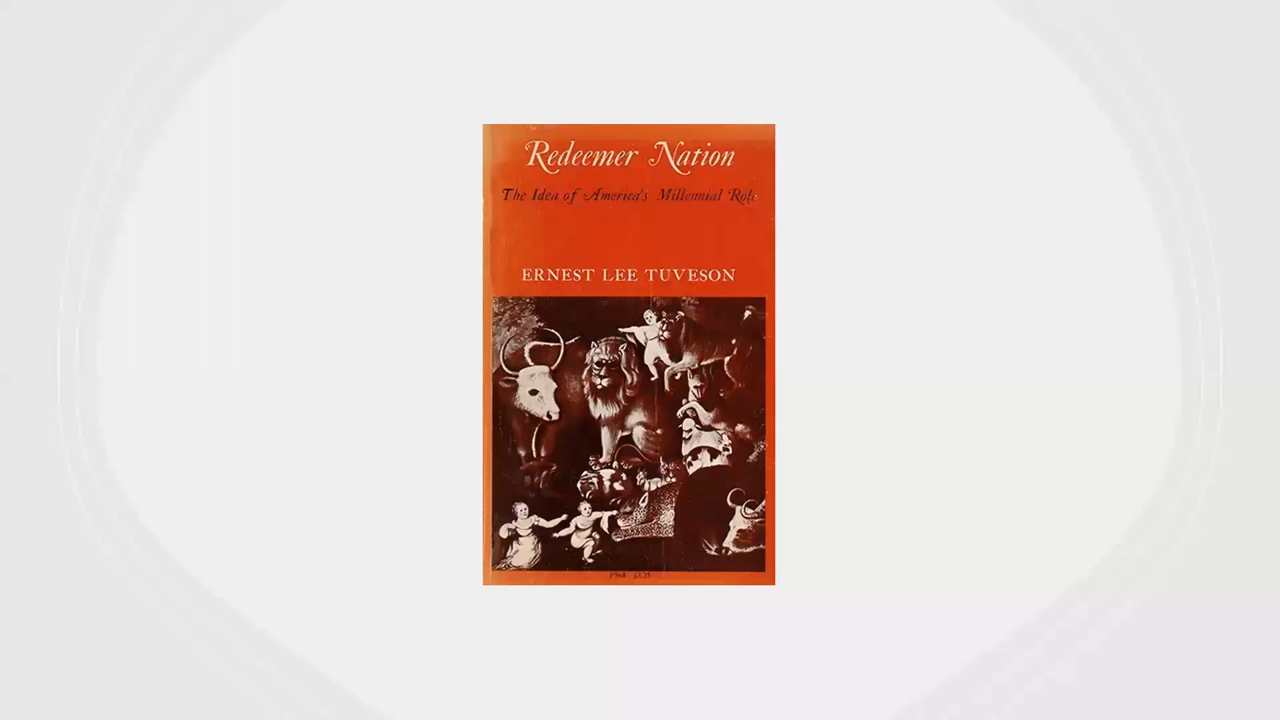 Redeemer Nation
The Idea of America's Millennial Role
ERNEST LEE TUVESON